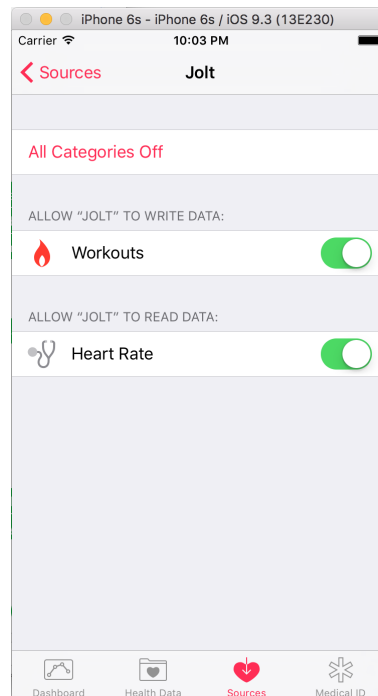 iPhone 6s - iPhone 6s / iOS 9.3 (13E230)
Carrier 10:03 PM
Sources Jolt
All Categories Off
ALLOW “JOLT” TO WRITE DATA:
Workouts
ALLOW “JOLT” TO READ DATA:
Heart Rate
Dashboard Health Data Sources Medical ID